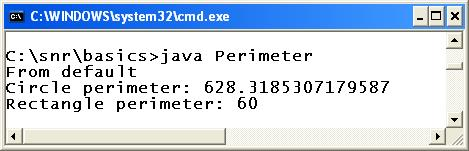 C:\WINDOWS\system32\cmd.exe
C:\snr\basics>java Perimeter
From default
Circle perimeter: 628.3185307179587
Rectangle perimeter: 60